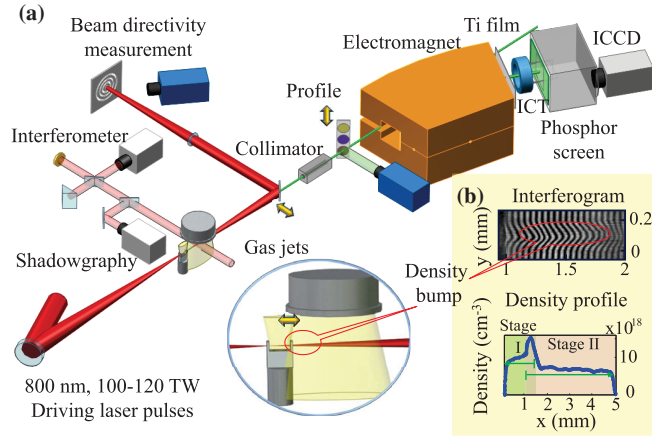 (a)
Beam directivity
measurement
Interferometer
Shadowgraphy
800 nm, 100-120 TW
Driving laser pulses
Gas jets
Collimator
Profile
Electromagnet
Ti film
ICT
ICCD
Phosphor
screen
Density
bump
(b)
Interferogram
y (mm)
0.2
0
1
1.5
2
Density profile
Density (cm-3)
Stage
I
Stage II
x10^18
10
0
0
1
2
3
4
5
x (mm)